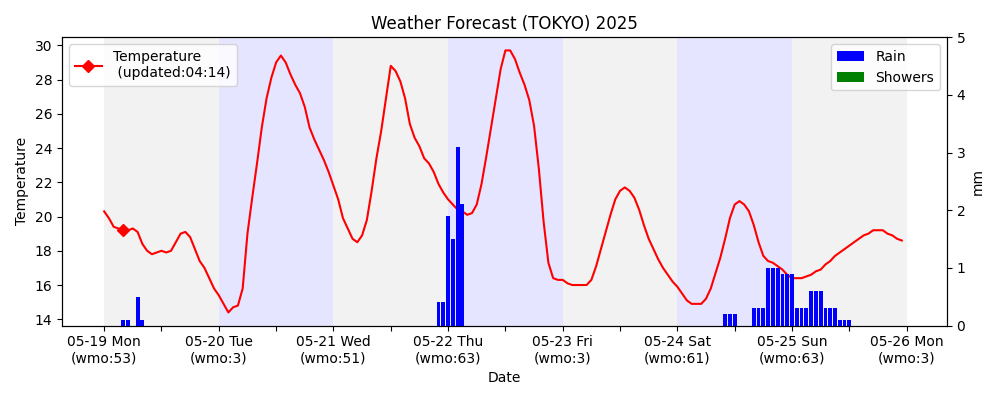 Weather Forecast (TOKYO) 2025
Temperature
(updated:04:14)
Rain
Showers
30
28
26
24
22
20
18
16
14
Temperature
5
4
3
2
1
0
mm
05-19 Mon
(wmo:53)
05-20 Tue
(wmo:3)
05-21 Wed
(wmo:51)
05-22 Thu
(wmo:63)
05-23 Fri
(wmo:3)
05-24 Sat
(wmo:61)
05-25 Sun
(wmo:63)
05-26 Mon
(wmo:3)
Date